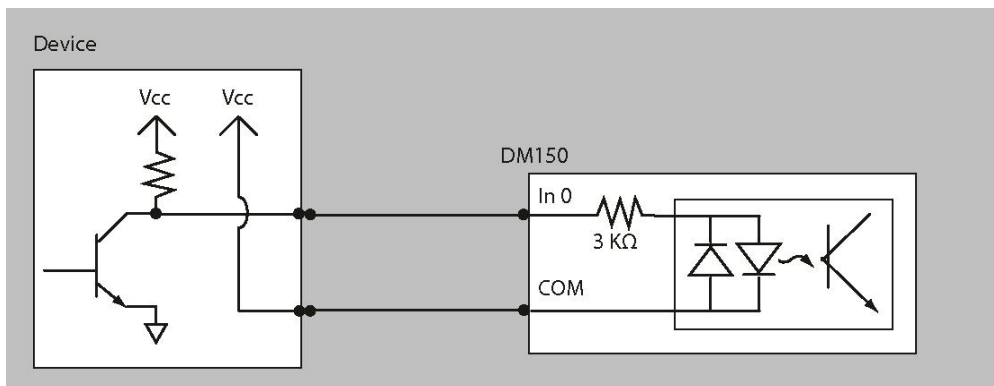 Device
Vcc Vcc
DM150
In 0
3 KΩ
COM